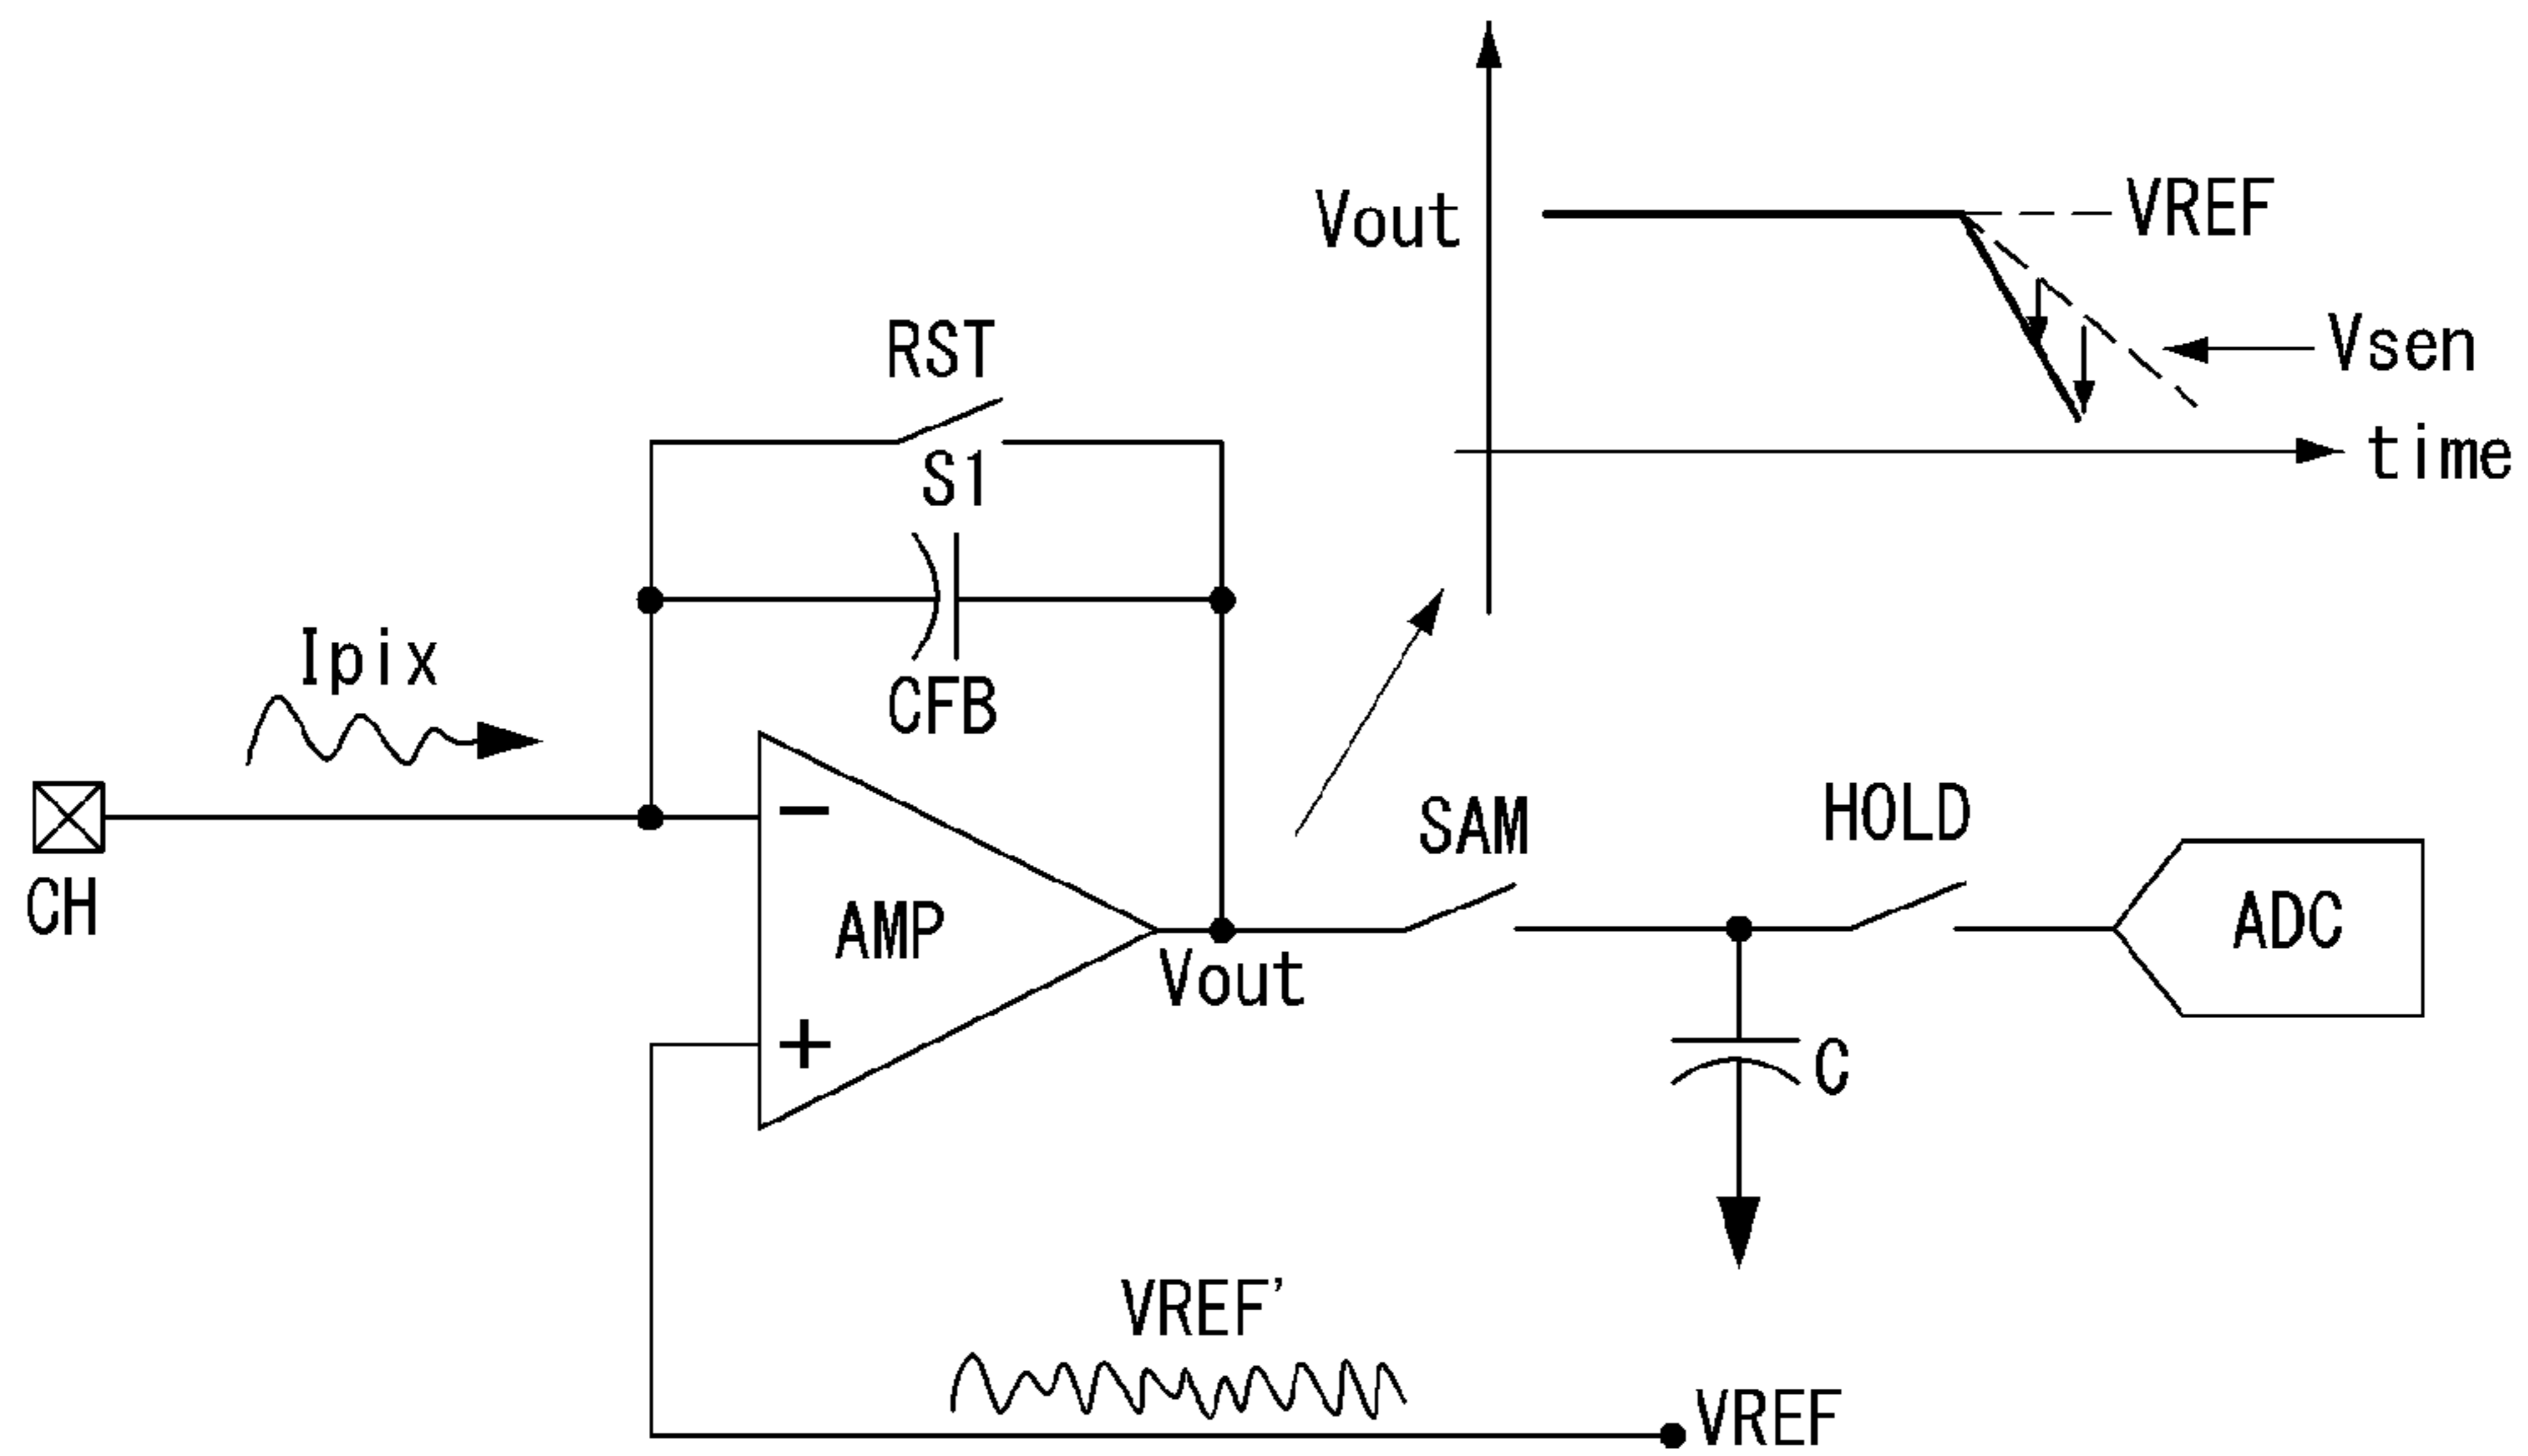 Vout
VREF
Vsen
time
RST
S1
CFB
Ipix
CH
−
AMP
+
Vout
SAM
HOLD
ADC
C
VREF'
VREF